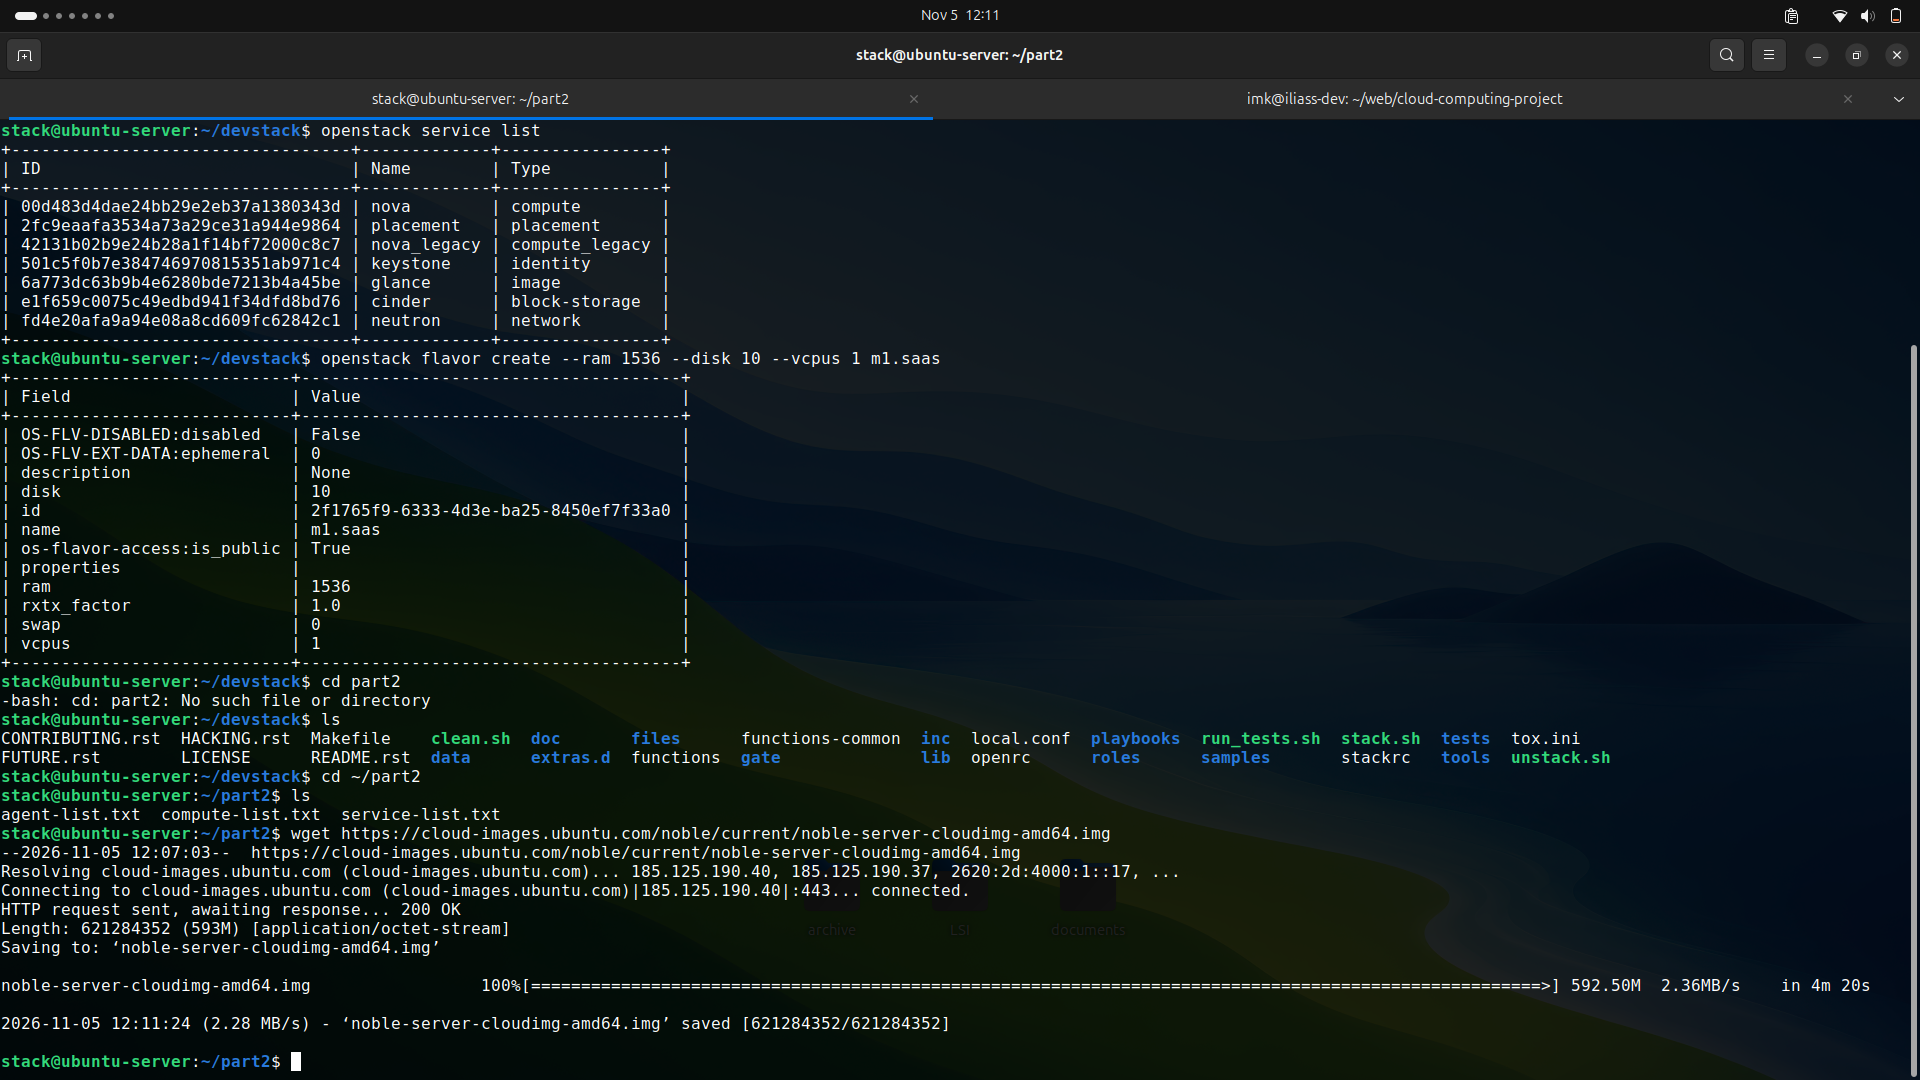 Nov 5 12:11
stack@ubuntu-server: ~/part2
stack@ubuntu-server: ~/part2
imk@iliass-dev: ~/web/cloud-computing-project
stack@ubuntu-server:~/devstack$ openstack service list
+----------------------------------+-------------+----------------+
| ID                               | Name        | Type           |
+----------------------------------+-------------+----------------+
| 00d483d4dae24bb29e2eb37a1380343d | nova        | compute        |
| 2fc9eaafa3534a73a29ce31a944e9864 | placement   | placement      |
| 42131b02b9e24b28a1f14bf72000c8c7 | nova_legacy | compute_legacy |
| 501c5f0b7e384746970815351ab971c4 | keystone    | identity       |
| 6a773dc63b9b4e6280bde7213b4a45be | glance      | image          |
| e1f659c0075c49edbd941f34dfd8bd76 | cinder      | block-storage  |
| fd4e20afa9a94e08a8cd609fc62842c1 | neutron     | network        |
+----------------------------------+-------------+----------------+
stack@ubuntu-server:~/devstack$ openstack flavor create --ram 1536 --disk 10 --vcpus 1 m1.saas
+----------------------------+--------------------------------------+
| Field                      | Value                                |
+----------------------------+--------------------------------------+
| OS-FLV-DISABLED:disabled   | False                                |
| OS-FLV-EXT-DATA:ephemeral  | 0                                    |
| description                | None                                 |
| disk                       | 10                                   |
| id                         | 2f1765f9-6333-4d3e-ba25-8450ef7f33a0 |
| name                       | m1.saas                              |
| os-flavor-access:is_public | True                                 |
| properties                 |                                      |
| ram                        | 1536                                 |
| rxtx_factor                | 1.0                                  |
| swap                       | 0                                    |
| vcpus                      | 1                                    |
+----------------------------+--------------------------------------+
stack@ubuntu-server:~/devstack$ cd part2
-bash: cd: part2: No such file or directory
stack@ubuntu-server:~/devstack$ ls
CONTRIBUTING.rst  HACKING.rst  Makefile    clean.sh  doc       files      functions-common  inc  local.conf  playbooks  run_tests.sh  stack.sh  tests  tox.ini
FUTURE.rst        LICENSE      README.rst  data      extras.d  functions  gate              lib  openrc      roles      samples       stackrc   tools  unstack.sh
stack@ubuntu-server:~/devstack$ cd ~/part2
stack@ubuntu-server:~/part2$ ls
agent-list.txt  compute-list.txt  service-list.txt
stack@ubuntu-server:~/part2$ wget https://cloud-images.ubuntu.com/noble/current/noble-server-cloudimg-amd64.img
--2026-11-05 12:07:03--  https://cloud-images.ubuntu.com/noble/current/noble-server-cloudimg-amd64.img
Resolving cloud-images.ubuntu.com (cloud-images.ubuntu.com)... 185.125.190.40, 185.125.190.37, 2620:2d:4000:1::17, ...
Connecting to cloud-images.ubuntu.com (cloud-images.ubuntu.com)|185.125.190.40|:443... connected.
HTTP request sent, awaiting response... 200 OK
Length: 621284352 (593M) [application/octet-stream]
archive LSI documents
Saving to: ‘noble-server-cloudimg-amd64.img’
noble-server-cloudimg-amd64.img                 100%[=====================================================================================================>] 592.50M  2.36MB/s    in 4m 20s
2026-11-05 12:11:24 (2.28 MB/s) - ‘noble-server-cloudimg-amd64.img’ saved [621284352/621284352]
stack@ubuntu-server:~/part2$